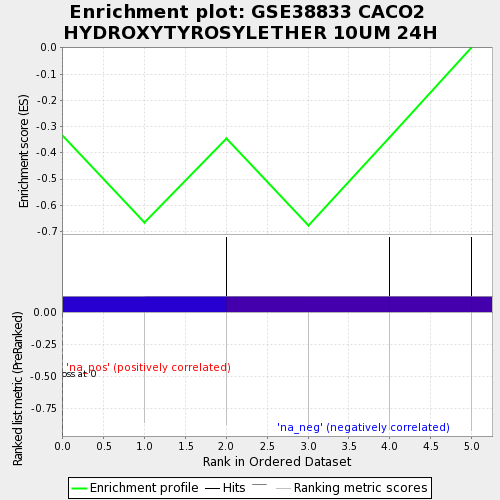 Enrichment plot: GSE38833 CACO2
HYDROXYTYROSYLETHER 10UM 24H
Enrichment score (ES)
0.0
-0.1
-0.2
-0.3
-0.4
-0.5
-0.6
-0.7
Ranked list metric (PreRanked)
0.00
-0.25
-0.50
-0.75
'na_pos' (positively correlated)
at 0
'na_neg' (negatively correlated)
0.0 0.5 1.0 1.5 2.0 2.5 3.0 3.5 4.0 4.5 5.0
Rank in Ordered Dataset
Enrichment profile Hits Ranking metric scores